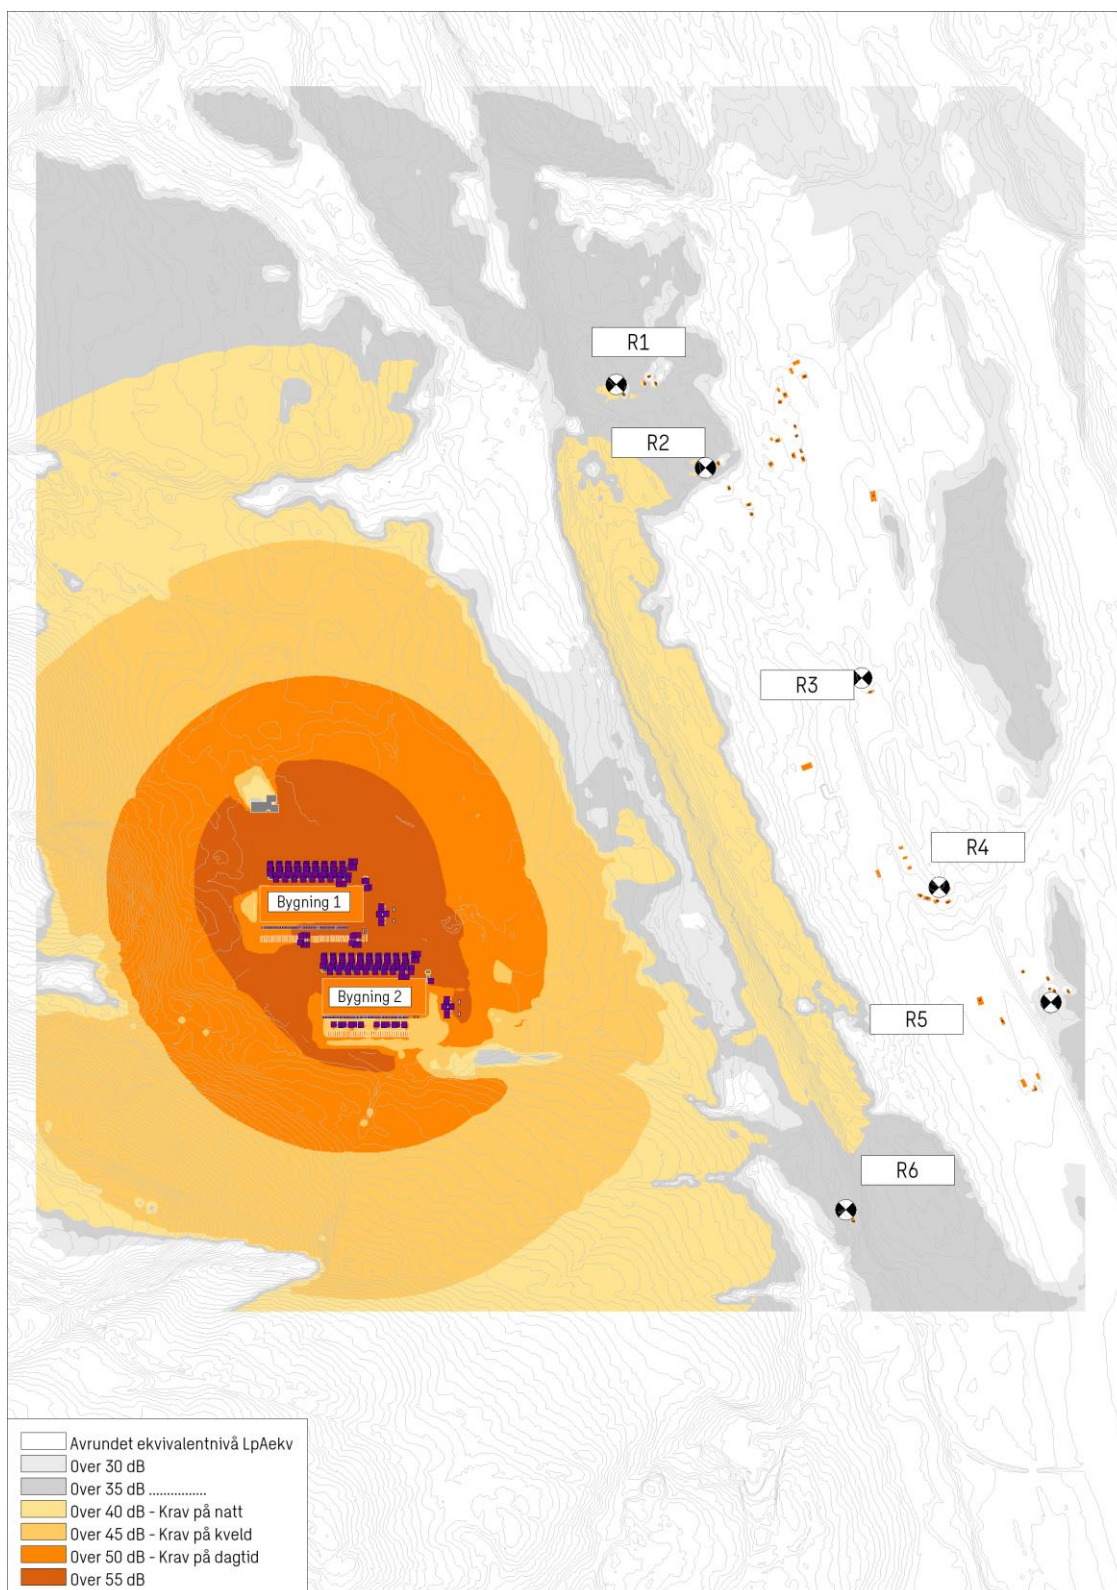 R1
R2
R3
R4
Bygning 1
Bygning 2
R5
R6
Avrundet ekvivalentnivå LpAekv
Over 30 dB
Over 35 dB ................
Over 40 dB - Krav på natt
Over 45 dB - Krav på kveld
Over 50 dB - Krav på dagtid
Over 55 dB